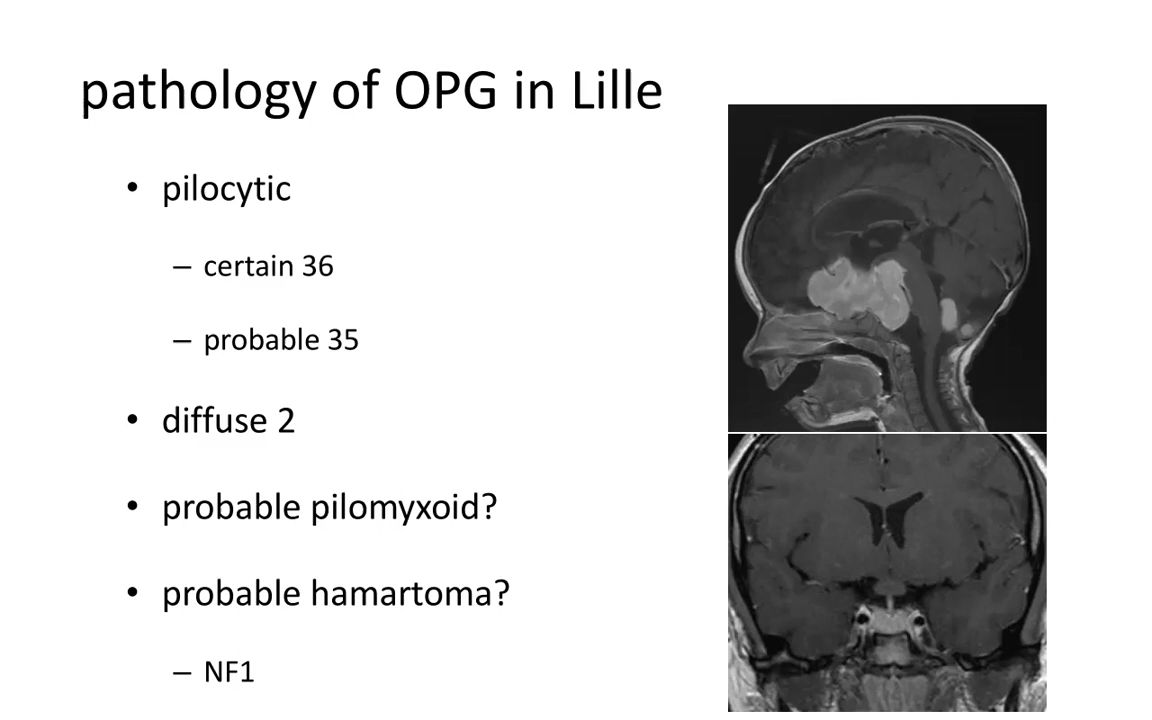 pathology of OPG in Lille
• pilocytic
– certain 36
– probable 35
• diffuse 2
• probable pilomyxoid?
• probable hamartoma?
– NF1